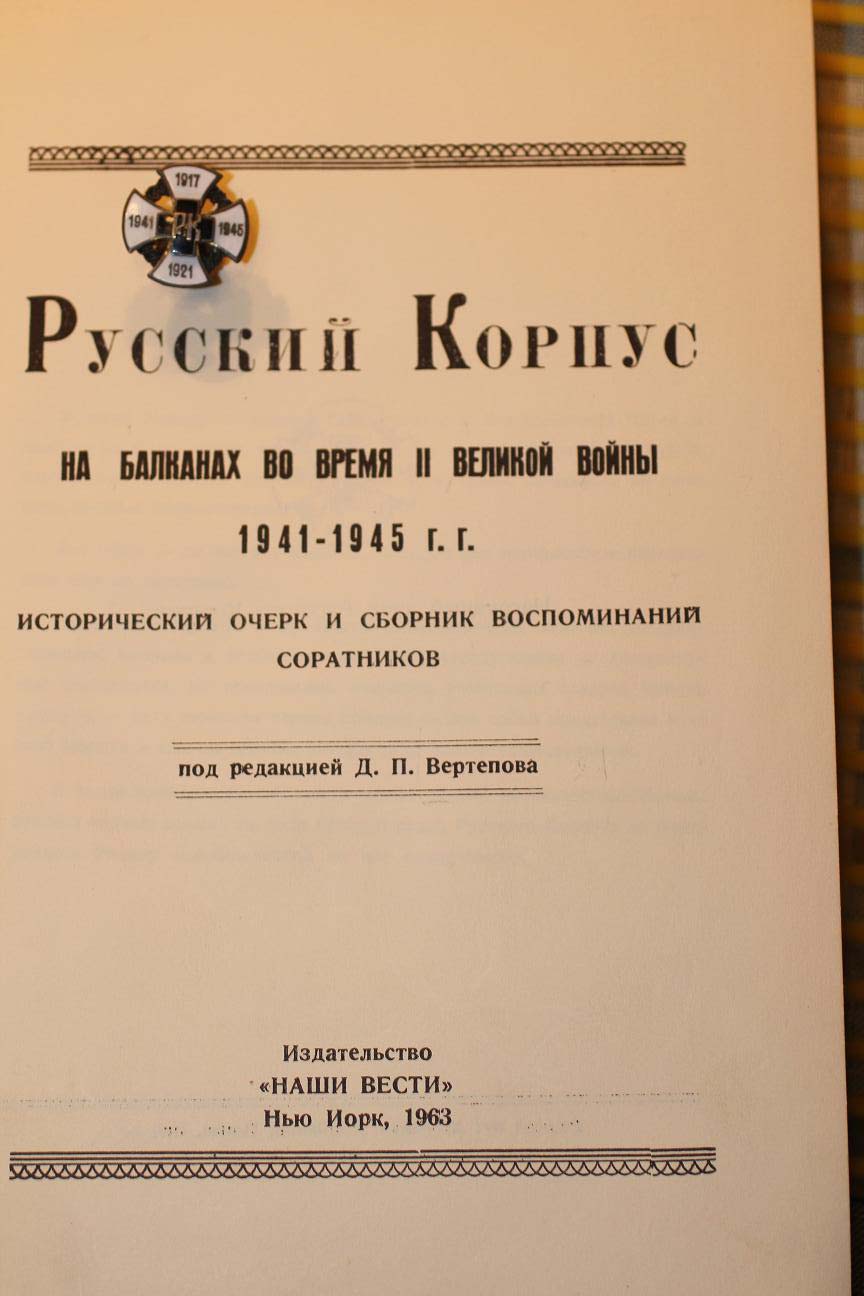 1917
1941 РК 1945
1921
Русский Корпус
НА БАЛКАНАХ ВО ВРЕМЯ II ВЕЛИКОЙ ВОЙНЫ
1941-1945 г. г.
ИСТОРИЧЕСКИЙ ОЧЕРК И СБОРНИК ВОСПОМИНАНИЙ
СОРАТНИКОВ
под редакцией Д. П. Вертепова
Издательство
«НАШИ ВЕСТИ»
Нью Иорк, 1963